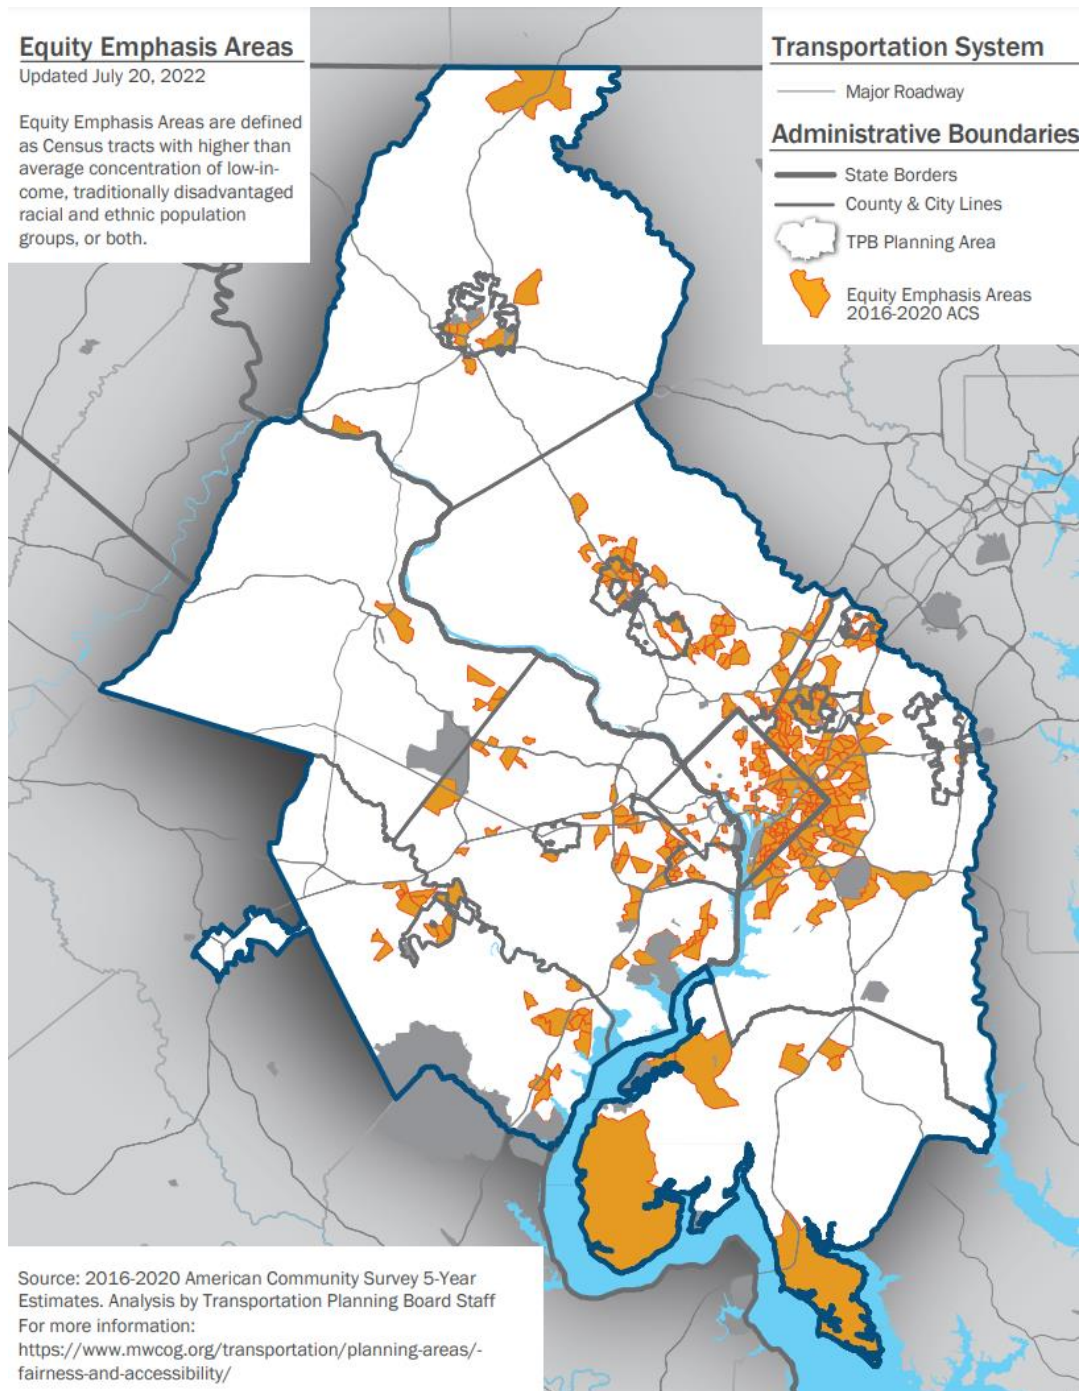 Equity Emphasis Areas
Updated July 20, 2022
Equity Emphasis Areas are defined
as Census tracts with higher than
average concentration of low-in-
come, traditionally disadvantaged
racial and ethnic population
groups, or both.
Transportation System
Major Roadway
Administrative Boundaries
State Borders
County & City Lines
TPB Planning Area
Equity Emphasis Areas
2016-2020 ACS
Source: 2016-2020 American Community Survey 5-Year
Estimates. Analysis by Transportation Planning Board Staff
For more information:
https://www.mwcog.org/transportation/planning-areas/-
fairness-and-accessibility/